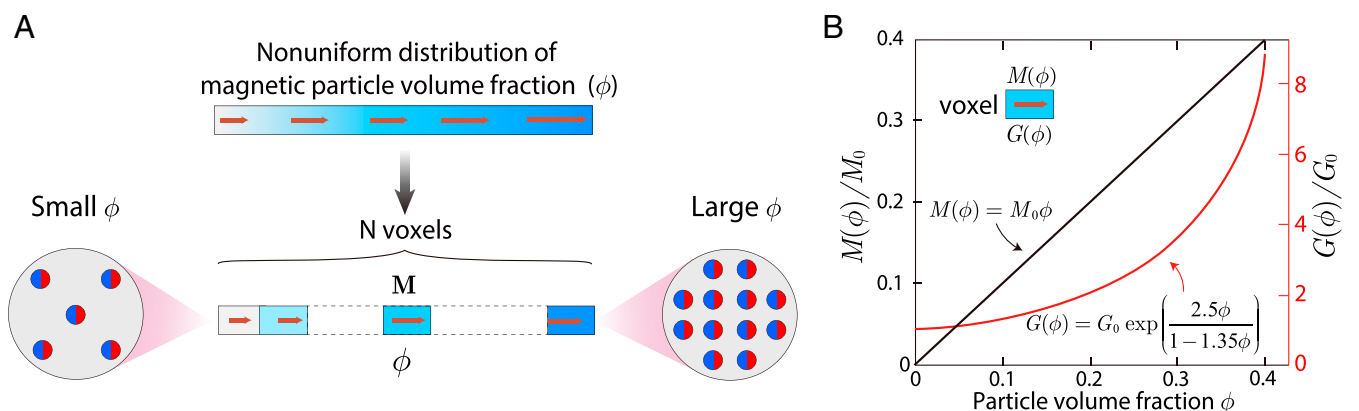 A
Nonuniform distribution of
magnetic particle volume fraction (ϕ)
Small ϕ
Large ϕ
N voxels
M
ϕ
B
0.4
0.3
0.2
0.1
0
M(ϕ)/M₀
M(ϕ)
voxel
G(ϕ)
M(ϕ) = M₀ϕ
G(ϕ) = G₀ exp(2.5ϕ / 1−1.35ϕ)
8
6
4
2
0
G(ϕ)/G₀
0 0.1 0.2 0.3 0.4
Particle volume fraction ϕ